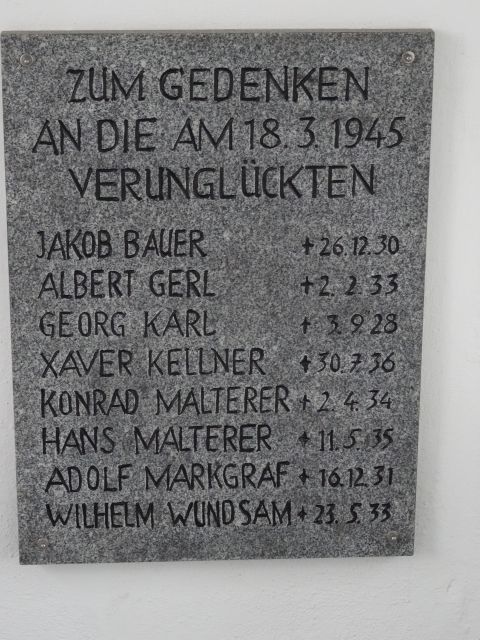 ZUM GEDENKEN
AN DIE AM 18.3.1945
VERUNGLÜCKTEN
JAKOB BAUER +26.12.30
ALBERT GERL +2.2.33
GEORG KARL + 3.9.28
XAVER KELLNER +30.7.36
KONRAD MALTERER + 2.4.34
HANS MALTERER + 11.5.35
ADOLF MARKGRAF + 16.12.31
WILHELM WUNDSAM + 23.5.33